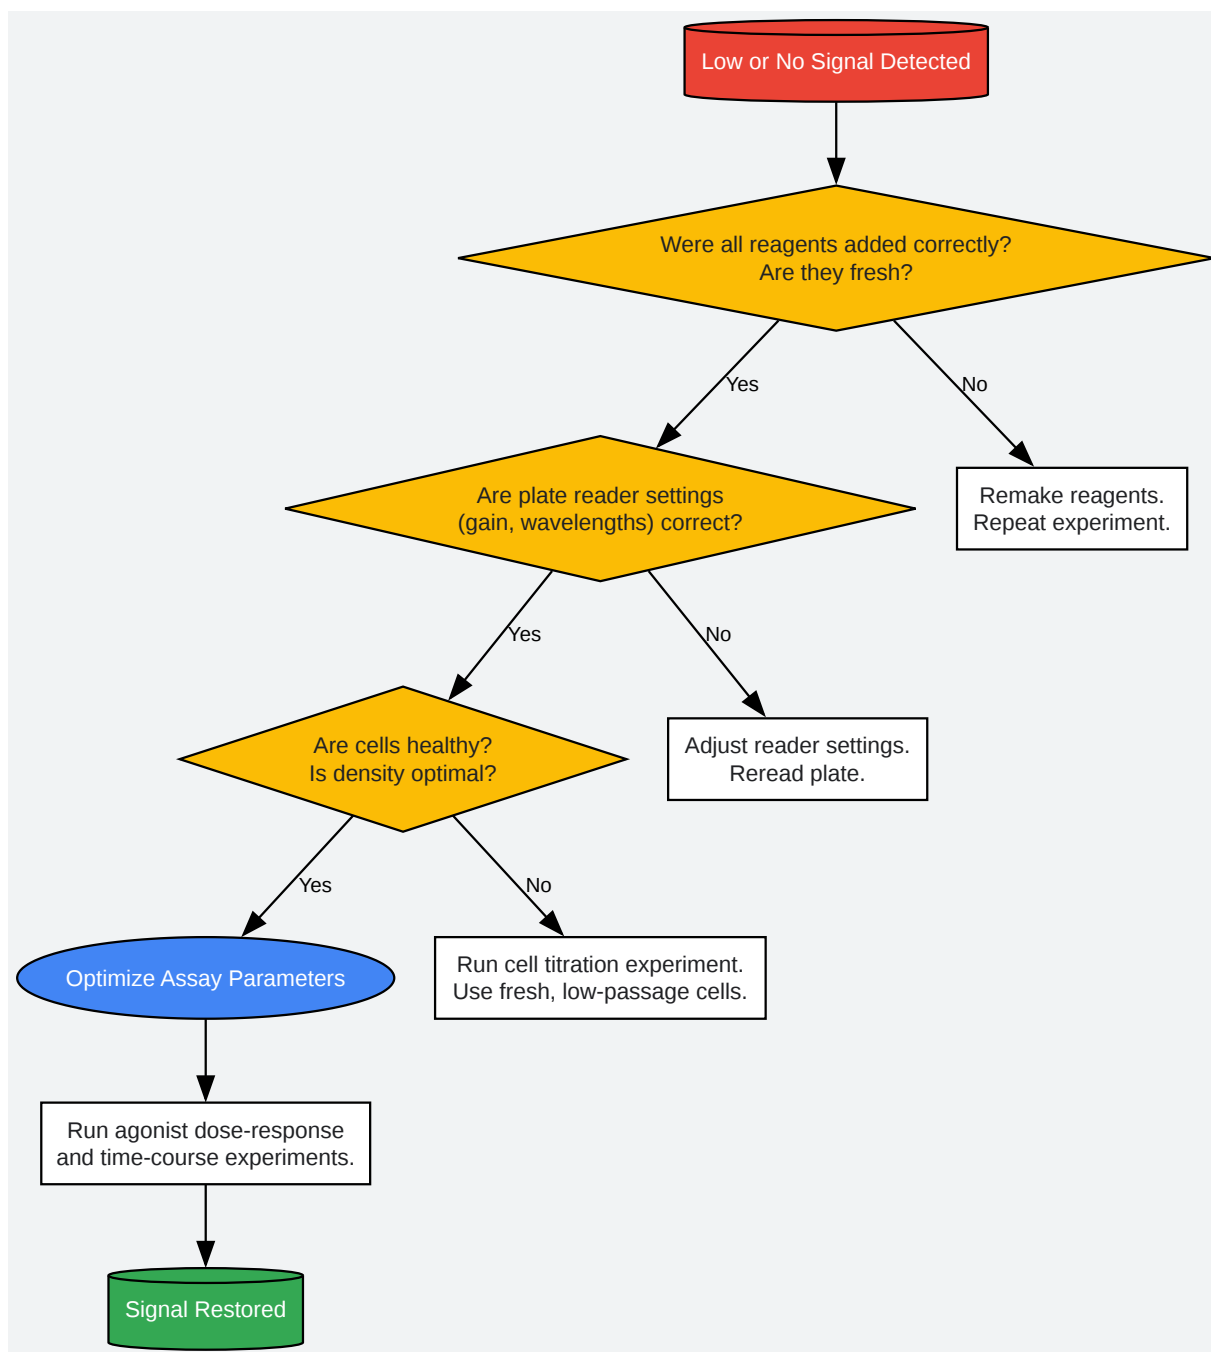 Low or No Signal Detected
Were all reagents added correctly?
Are they fresh?
Yes
No
Are plate reader settings
(gain, wavelengths) correct?
Remake reagents.
Repeat experiment.
Yes
No
Are cells healthy?
Is density optimal?
Adjust reader settings.
Reread plate.
Yes
No
Optimize Assay Parameters
Run cell titration experiment.
Use fresh, low-passage cells.
Run agonist dose-response
and time-course experiments.
Signal Restored